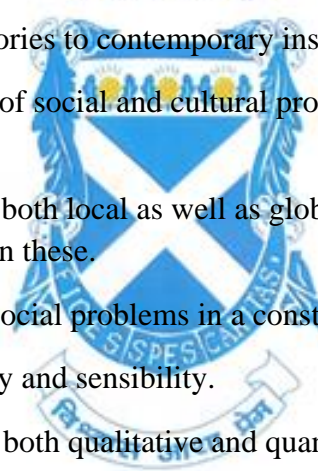 ories to contemporary ins
of social and cultural pro
both local as well as glob
n these.
ocial problems in a const
FIDES SPES CARITAS
y and sensibility.
विश्वास आशा प्रेम
both qualitative and quan